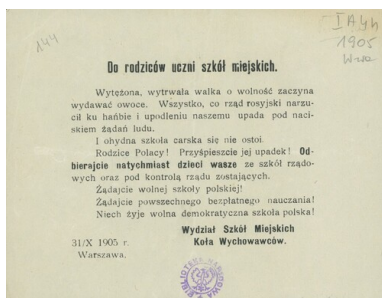 144
I A 4h
1905
W-wa
Do rodziców uczni szkół miejskich.
Wytężona, wytrwała walka o wolność zaczyna
wydawać owoce. Wszystko, co rząd rosyjski narzu-
cił ku hańbie i upodleniu naszemu upada pod naci-
skiem żądań ludu.
I ohydna szkoła carska się nie ostoi.
Rodzice Polacy! Przyśpieszcie jej upadek! Od-
bierajcie natychmiast dzieci wasze ze szkół rządo-
wych oraz pod kontrolą rządu zostających.
Żądajcie wolnej szkoły polskiej!
Żądajcie powszechnego bezpłatnego nauczania!
Niech żyje wolna demokratyczna szkoła polska!
Wydział Szkół Miejskich
31/X 1905 r. Koła Wychowawców.
Warszawa.
BIBLIOTEKA NARODOWA